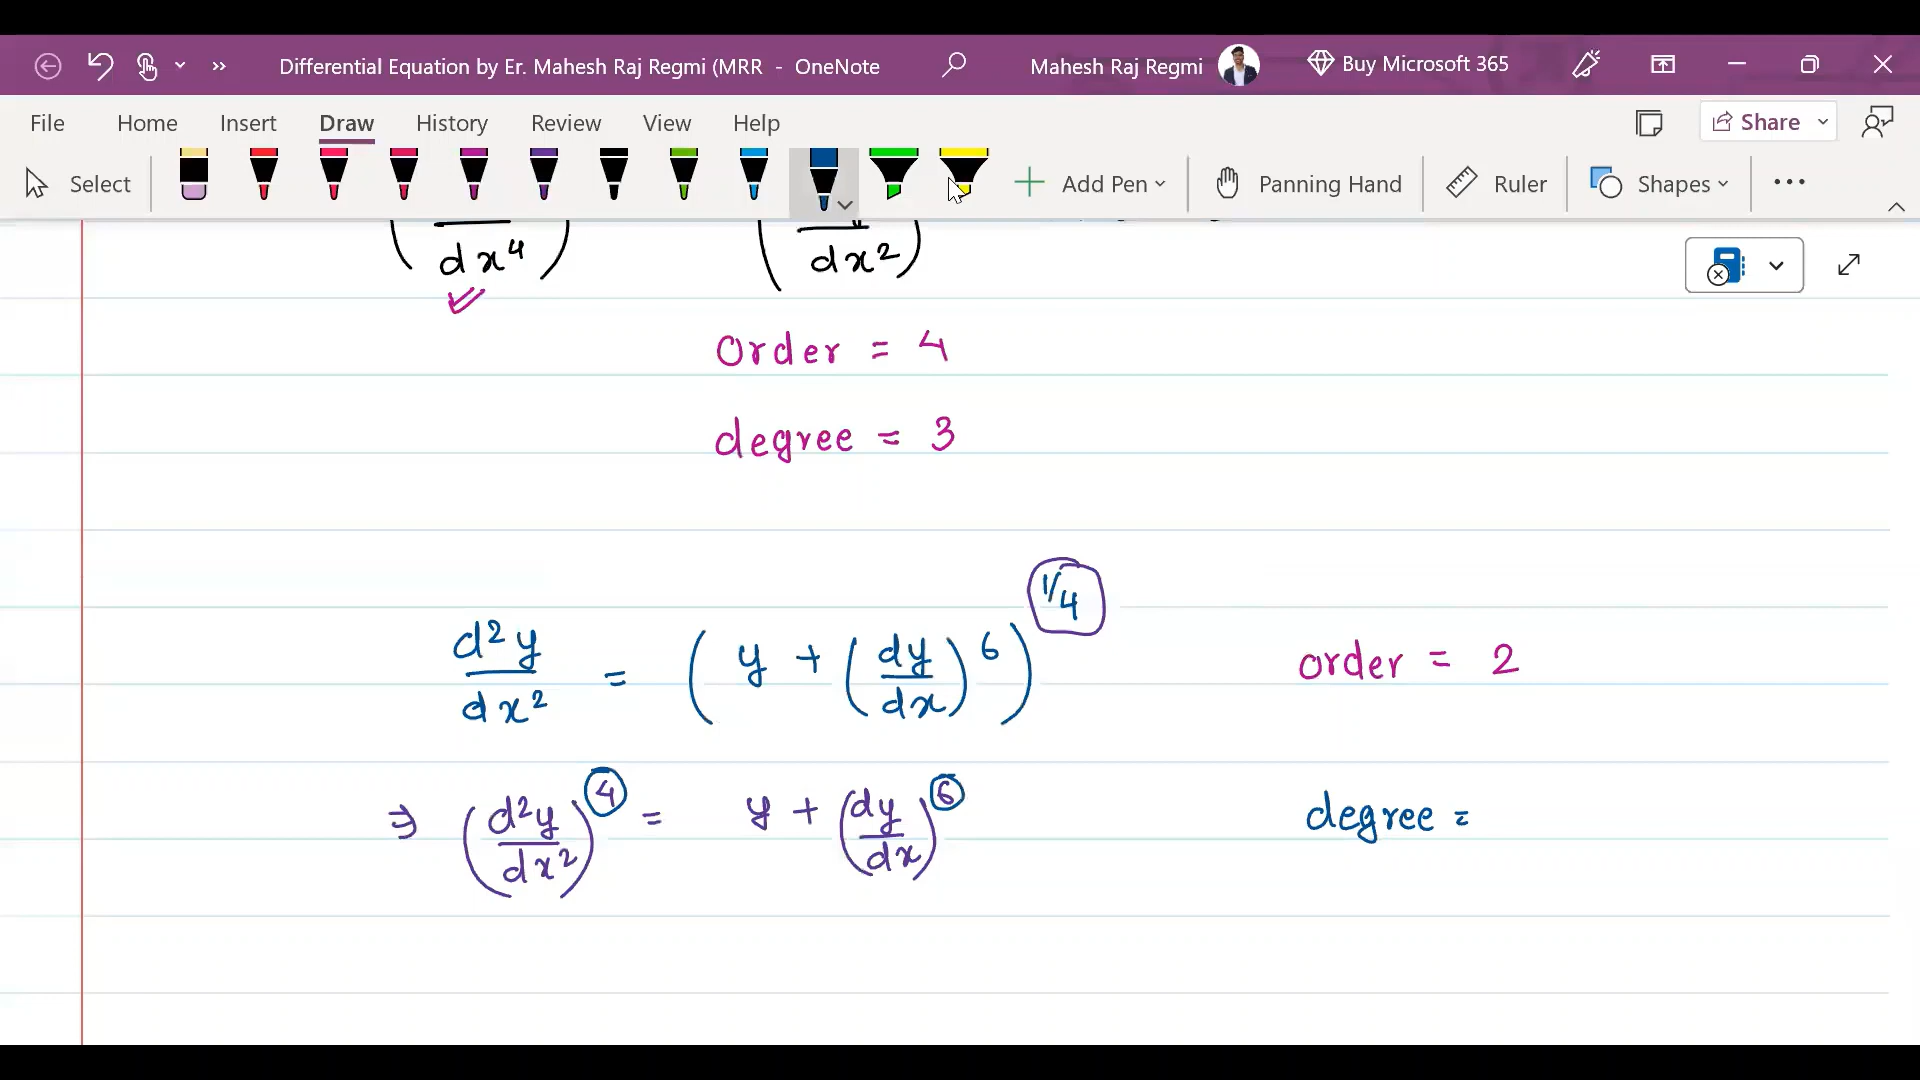 Differential Equation by Er. Mahesh Raj Regmi (MRR - OneNote
Mahesh Raj Regmi
Buy Microsoft 365
File Home Insert Draw History Review View Help
Share
Select
Add Pen
Panning Hand
Ruler
Shapes
dx⁴ dx²
Order = 4
degree = 3
d²y/dx² = (y + (dy/dx)⁶)^1/4
order = 2
⇒ (d²y/dx²)⁴ = y + (dy/dx)⁶
degree =